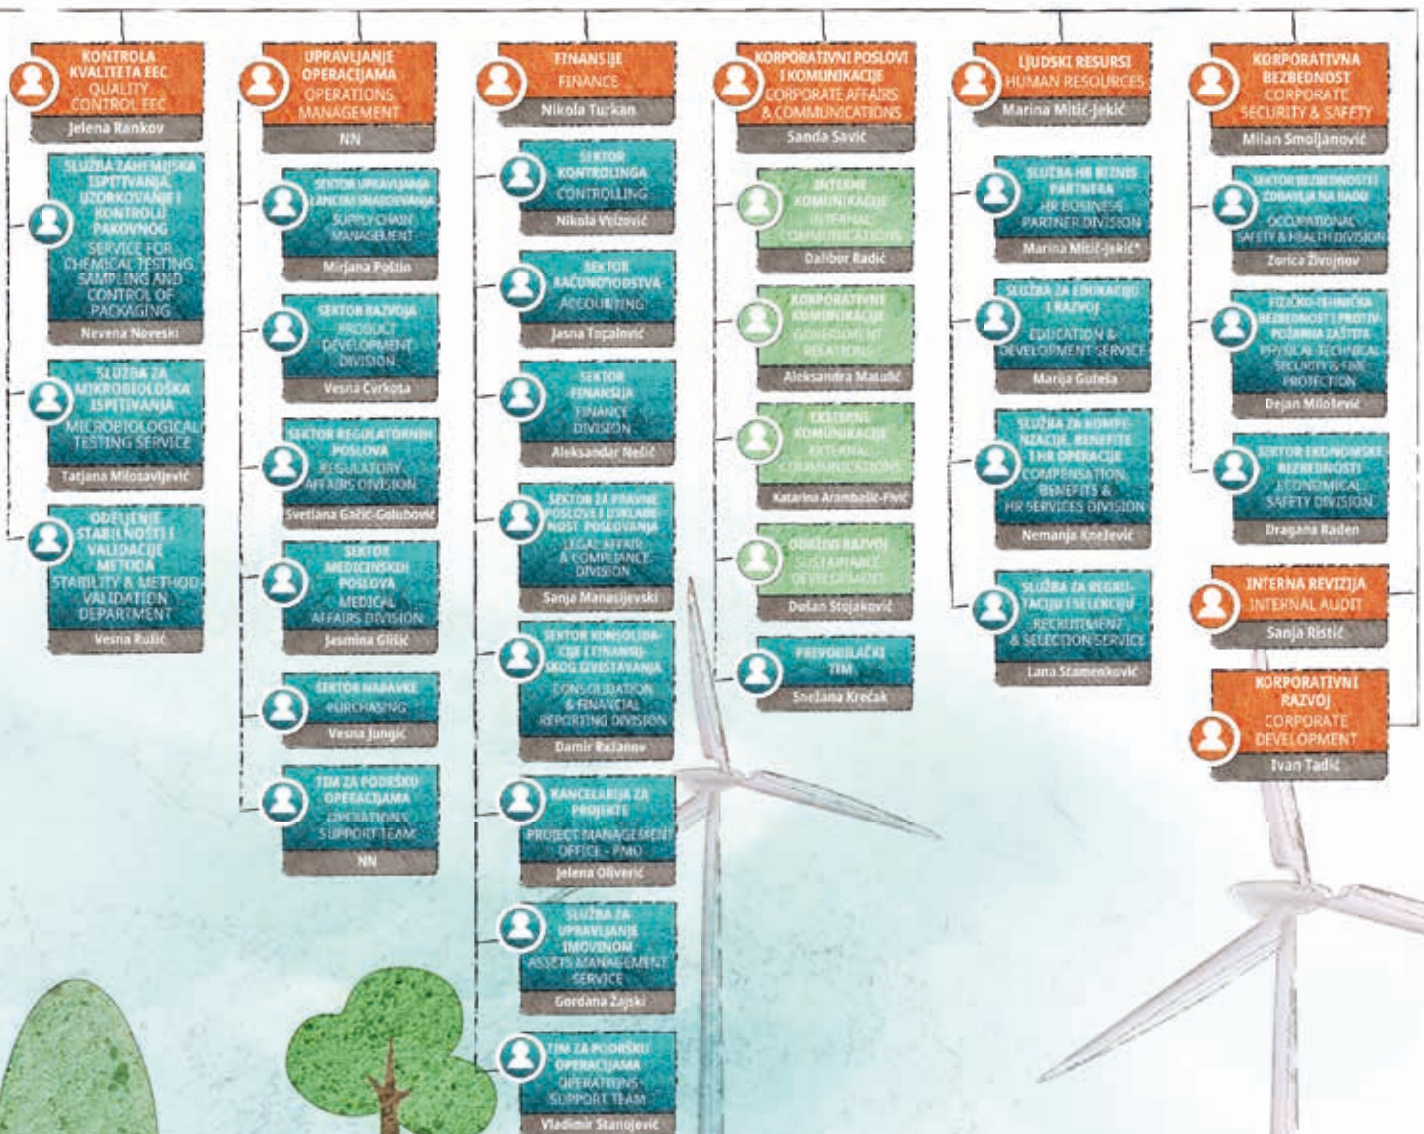 KONTROLA
KVALITETA EEC
QUALITY
CONTROL EEC
Jelena Rankov
SLUŽBA ZAHEMIJSKA
ISPITIVANJA,
UZORKOVANJE I
KONTROLU
PAKOVNOG
SERVICE FOR
CHEMICAL TESTING,
SAMPLING AND
CONTROL OF
PACKAGING
Nevena Noveski
SLUŽBA ZA
MIKROBIOLOŠKA
ISPITIVANJA
MICROBIOLOGICAL
TESTING SERVICE
Tatjana Milosavljević
ODELJENJE
STABILNOSTI I
VALIDACIJE
METODA
STABILITY & METHOD
VALIDATION
DEPARTMENT
Vesna Ružić
UPRAVLJANJE
OPERACIJAMA
OPERATIONS
MANAGEMENT
NN
SEKTOR UPRAVLJANJA
LANCEM SNABDEVANJA
SUPPLY CHAIN
MANAGEMENT
Mirjana Poštin
SEKTOR RAZVOJA
PRODUCT
DEVELOPMENT
DIVISION
Vesna Cvrkota
SEKTOR REGULATORNIH
POSLOVA
REGULATORY
AFFAIRS DIVISION
Svetlana Gačić-Golubović
SEKTOR
MEDICINSKIH
POSLOVA
MEDICAL
AFFAIRS DIVISION
Jasmina Glišić
SEKTOR NABAVKE
PURCHASING
Vesna Jungić
TIM ZA PODRŠKU
OPERACIJAMA
OPERATIONS
SUPPORT TEAM
NN
FINANSIJE
FINANCE
Nikola Turkan
SEKTOR
KONTROLINGA
CONTROLLING
Nikola
SEKTOR
RAČUNOVODSTVA
ACCOUNTING
Jasna
SEKTOR
FINANSIJA
FINANCE
DIVISION
Aleksandar Nešić
SEKTOR ZA PRAVNE
POSLOVE I USKLAĐE-
NOST POSLOVANJA
LEGAL AFFAIR
& COMPLIANCE
DIVISION
Sanja Manasijevski
SEKTOR KONSOLIDA-
CIJE I FINANSIJ-
SKOG IZVEŠTAVANJA
CONSOLIDATION
& FINANCIAL
REPORTING DIVISION
Damir
KANCELARIJA ZA
PROJEKTE
PROJECT MANAGEMENT
OFFICE - PMO
Jelena Oliverić
SLUŽBA ZA
UPRAVLJANJE
IMOVINOM
ASSETS MANAGEMENT
SERVICE
Gordana Žajski
TIM ZA PODRŠKU
OPERACIJAMA
OPERATIONS
SUPPORT TEAM
Vladimir Stanojević
KORPORATIVNI POSLOVI
I KOMUNIKACIJE
CORPORATE AFFAIRS
& COMMUNICATIONS
Sanda Savić
INTERNE
KOMUNIKACIJE
INTERNAL
COMMUNICATIONS
Dalibor Radić
KORPORATIVNE
KOMUNIKACIJE
GOVERNMENT
RELATIONS
Aleksandra
EKSTERNE
KOMUNIKACIJE
EXTERNAL
COMMUNICATIONS
Katarina Arambašić-Fivić
ODRŽIVI RAZVOJ
SUSTAINABLE
DEVELOPMENT
Dušan Stojaković
PREVODILAČKI
TIM
Snežana Krečak
LJUDSKI RESURSI
HUMAN RESOURCES
Marina Mitić-Jekić
SLUŽBA HR BIZNIS
PARTNERA
HR BUSINESS
PARTNER DIVISION
Marina Mitić-Jekić*
SLUŽBA ZA EDUKACIJU
I RAZVOJ
EDUCATION &
DEVELOPMENT SERVICE
Marija Guteša
SLUŽBA ZA KOMPE-
NZACIJE, BENEFITE
I HR OPERACIJE
COMPENSATION,
BENEFITS &
HR SERVICES DIVISION
Nemanja Knežević
SLUŽBA ZA REGRU-
TACIJU I SELEKCIJU
RECRUITMENT
& SELECTION SERVICE
Lana Stamenković
KORPORATIVNA
BEZBEDNOST
CORPORATE
SECURITY & SAFETY
Milan Smoljanović
SEKTOR BEZBEDNOSTI I
ZDRAVLJA NA RADU
OCCUPATIONAL
SAFETY & HEALTH DIVISION
Zorica Živojnov
FIZIČKO-TEHNIČKA
BEZBEDNOST I PROTIV-
POŽARNA ZAŠTITA
PHYSICAL TECHNICAL
SECURITY & FIRE
PROTECTION
Dejan Milošević
SEKTOR EKONOMSKE
BEZBEDNOSTI
ECONOMICAL
SAFETY DIVISION
Dragana Rađen
INTERNA REVIZIJA
INTERNAL AUDIT
Sanja Ristić
KORPORATIVNI
RAZVOJ
CORPORATE
DEVELOPMENT
Ivan Tadić